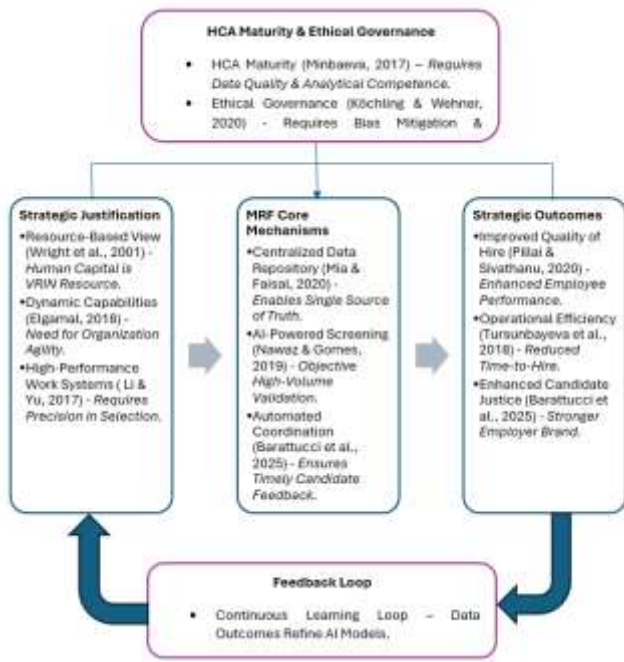 HCA Maturity & Ethical Governance
• HCA Maturity (Minbaeva, 2017) – Requires
Data Quality & Analytical Competence.
• Ethical Governance (Köchling & Wehner,
2020) - Requires Bias Mitigation &
Strategic Justification
•Resource-Based View
(Wright et al., 2001) -
Human Capital is
VRIN Resource.
•Dynamic Capabilities
(Elgamal, 2018) -
Need for Organization
Agility.
•High-Performance
Work Systems ( Li &
Yu, 2017) - Requires
Precision in Selection.
MRF Core
Mechanisms
•Centralized Data
Repository (Mia &
Faisal, 2020) -
Enables Single Source
of Truth.
•AI-Powered Screening
(Nawaz & Gomes,
2019) - Objective
High-Volume
Validation.
•Automated
Coordination
(Barattucci et al.,
2025) - Ensures
Timely Candidate
Feedback.
Strategic Outcomes
•Improved Quality of
Hire (Pillai &
Sivathanu, 2020) -
Enhanced Employee
Performance.
•Operational Efficiency
(Tursunbayeva et al.,
2018) - Reduced
Time-to-Hire.
•Enhanced Candidate
Justice (Barattucci et
al., 2025) - Stronger
Employer Brand.
Feedback Loop
• Continuous Learning Loop – Data
Outcomes Refine AI Models.